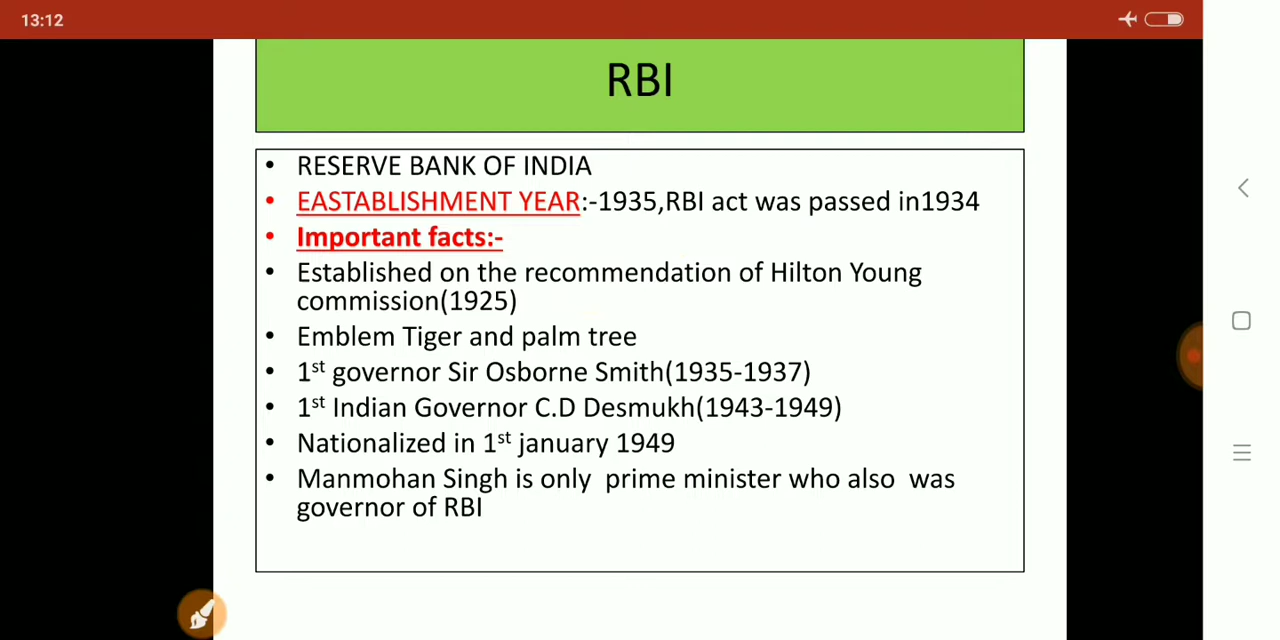 13:12
RBI
• RESERVE BANK OF INDIA
• EASTABLISHMENT YEAR:-1935,RBI act was passed in1934
• Important facts:-
• Established on the recommendation of Hilton Young
commission(1925)
• Emblem Tiger and palm tree
• 1st governor Sir Osborne Smith(1935-1937)
• 1st Indian Governor C.D Desmukh(1943-1949)
• Nationalized in 1st january 1949
• Manmohan Singh is only  prime minister who also  was
governor of RBI